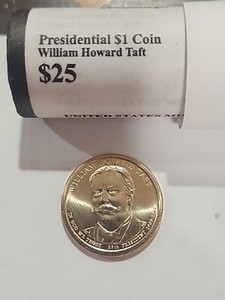 Presidential $1 Coin
William Howard Taft
$25
UNITED STATES M
WILLIAM HOWARD TAFT
IN GOD WE TRUST
27th PRESIDENT